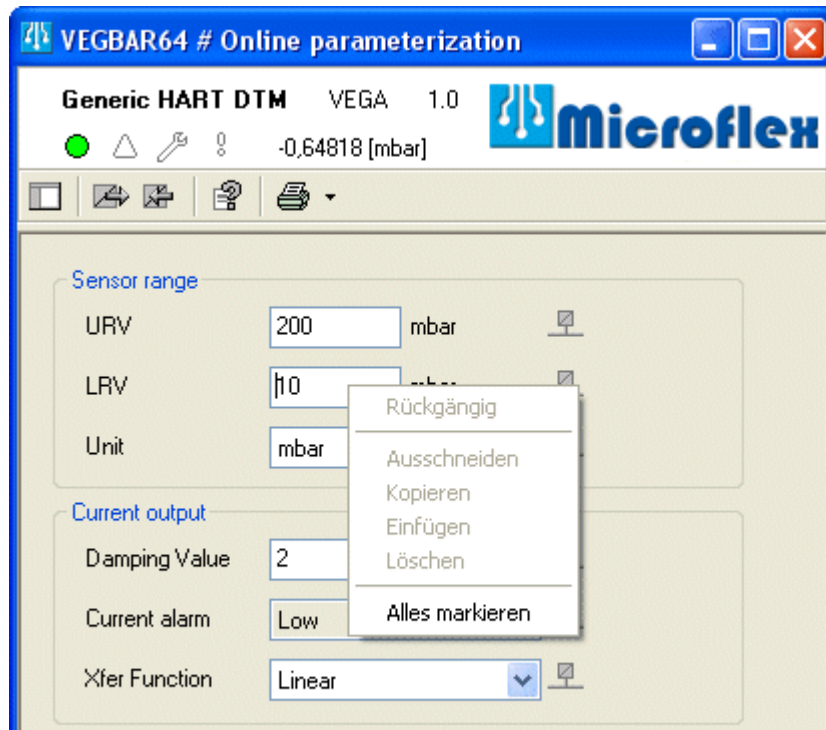 VEGBAR64 # Online parameterization
Generic HART DTM VEGA 1.0
Microflex
-0,64818 [mbar]
Sensor range
URV 200 mbar
LRV 10
Unit mbar
Rückgängig
Ausschneiden
Kopieren
Einfügen
Löschen
Alles markieren
Current output
Damping Value 2
Current alarm Low
Xfer Function Linear